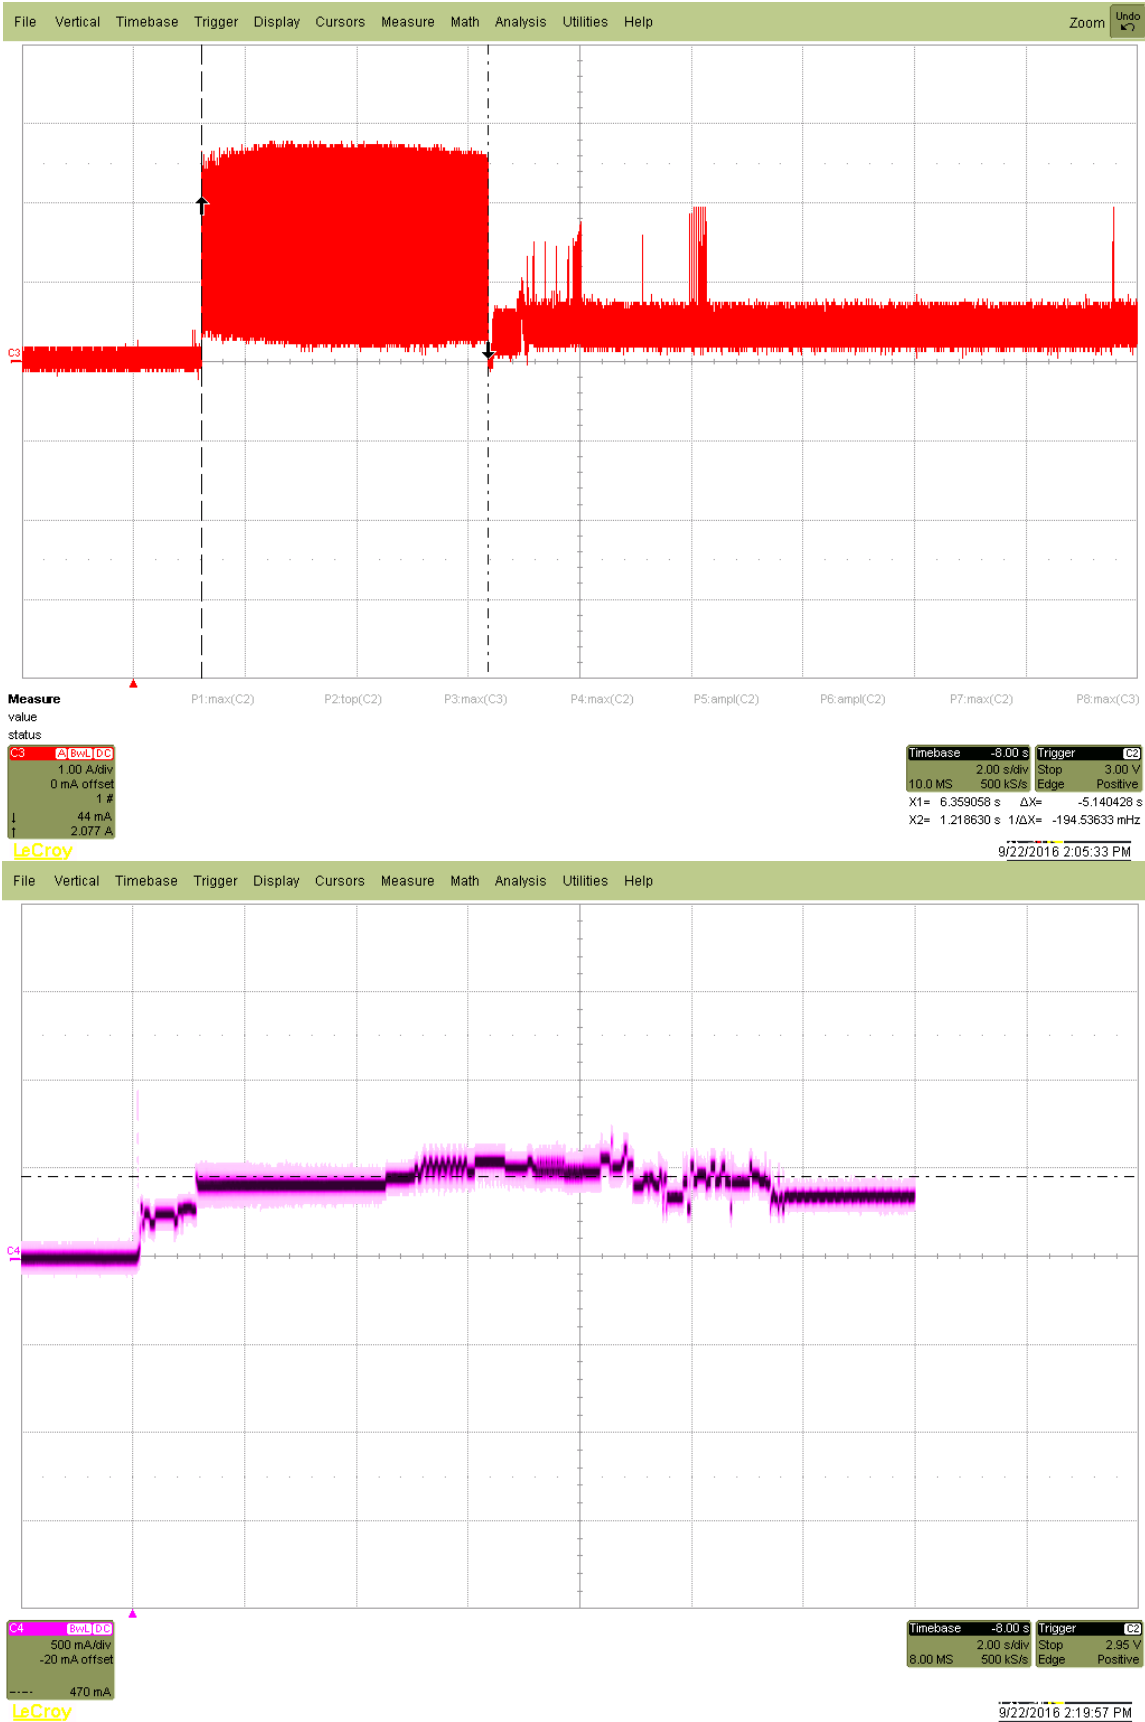 File Vertical Timebase Trigger Display Cursors Measure Math Analysis Utilities Help Zoom Undo
C3
Measure P1:max(C2) P2:top(C2) P3:max(C3) P4:max(C2) P5:ampl(C2) P6:ampl(C2) P7:max(C2) P8:max(C3)
value
status
C3 A BwL DC
1.00 A/div
0 mA offset
1 #
↓ 44 mA
↑ 2.077 A
LeCroy
Timebase -8.00 s Trigger C2
2.00 s/div Stop 3.00 V
10.0 MS 500 kS/s Edge Positive
X1= 6.359058 s ΔX= -5.140428 s
X2= 1.218630 s 1/ΔX= -194.53633 mHz
9/22/2016 2:05:33 PM
File Vertical Timebase Trigger Display Cursors Measure Math Analysis Utilities Help
C4
C4 BwL DC
500 mA/div
-20 mA offset
470 mA
LeCroy
Timebase -8.00 s Trigger C2
2.00 s/div Stop 2.95 V
8.00 MS 500 kS/s Edge Positive
9/22/2016 2:19:57 PM